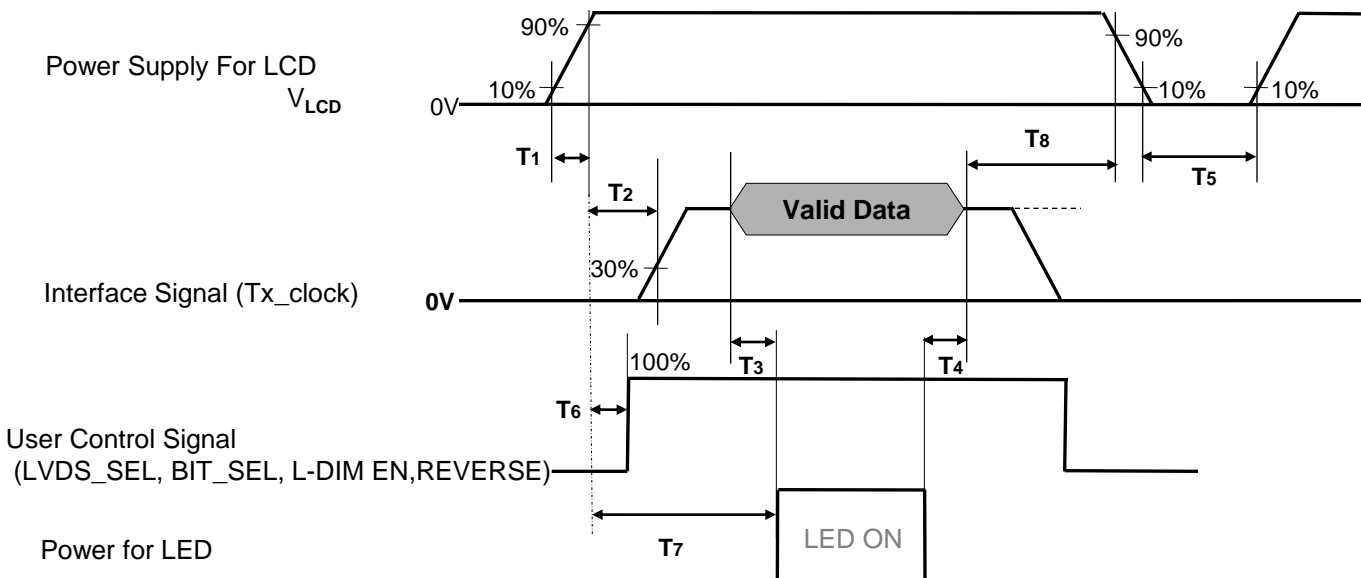 90%
90%
Power Supply For LCD
10%
10%
10%
VLCD
0V
T1
T8
T2
T5
Valid Data
30%
Interface Signal (Tx_clock)
0V
T3
T4
100%
T6
User Control Signal
(LVDS_SEL, BIT_SEL, L-DIM EN,REVERSE)
T7
LED ON
Power for LED